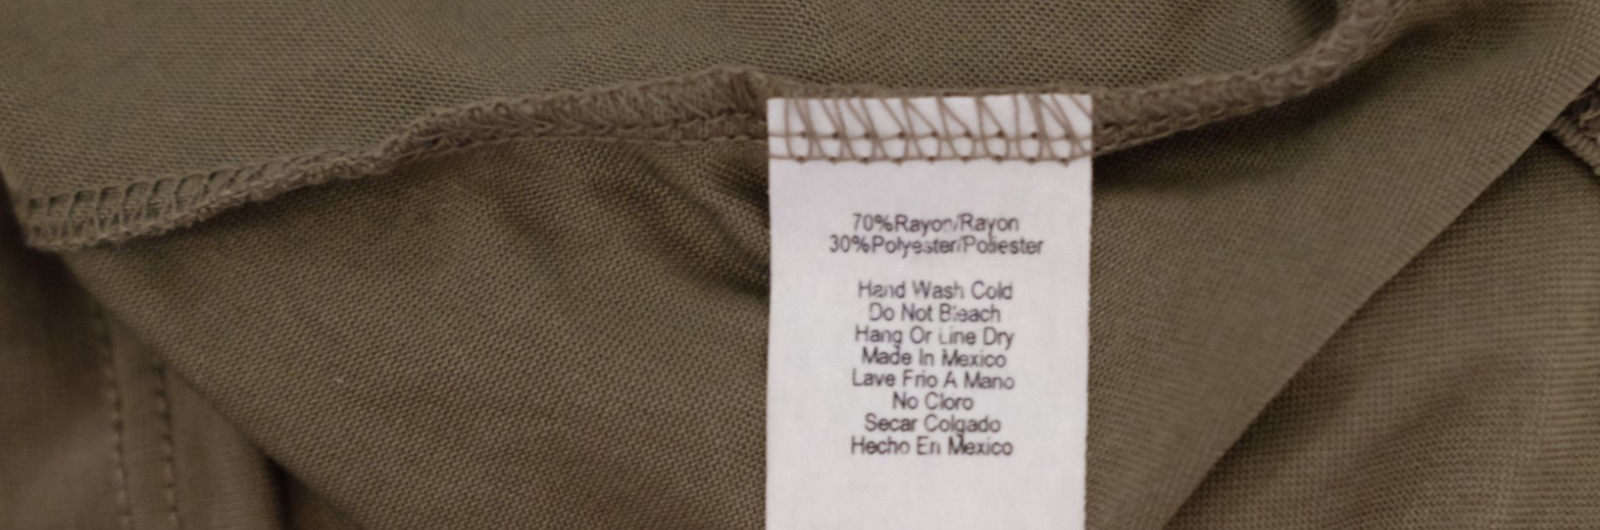 70%Rayon/Rayon
30%Polyester/Poliester
Hand Wash Cold
Do Not Bleach
Hang Or Line Dry
Made In Mexico
Lave Frio A Mano
No Cloro
Secar Colgado
Hecho En Mexico